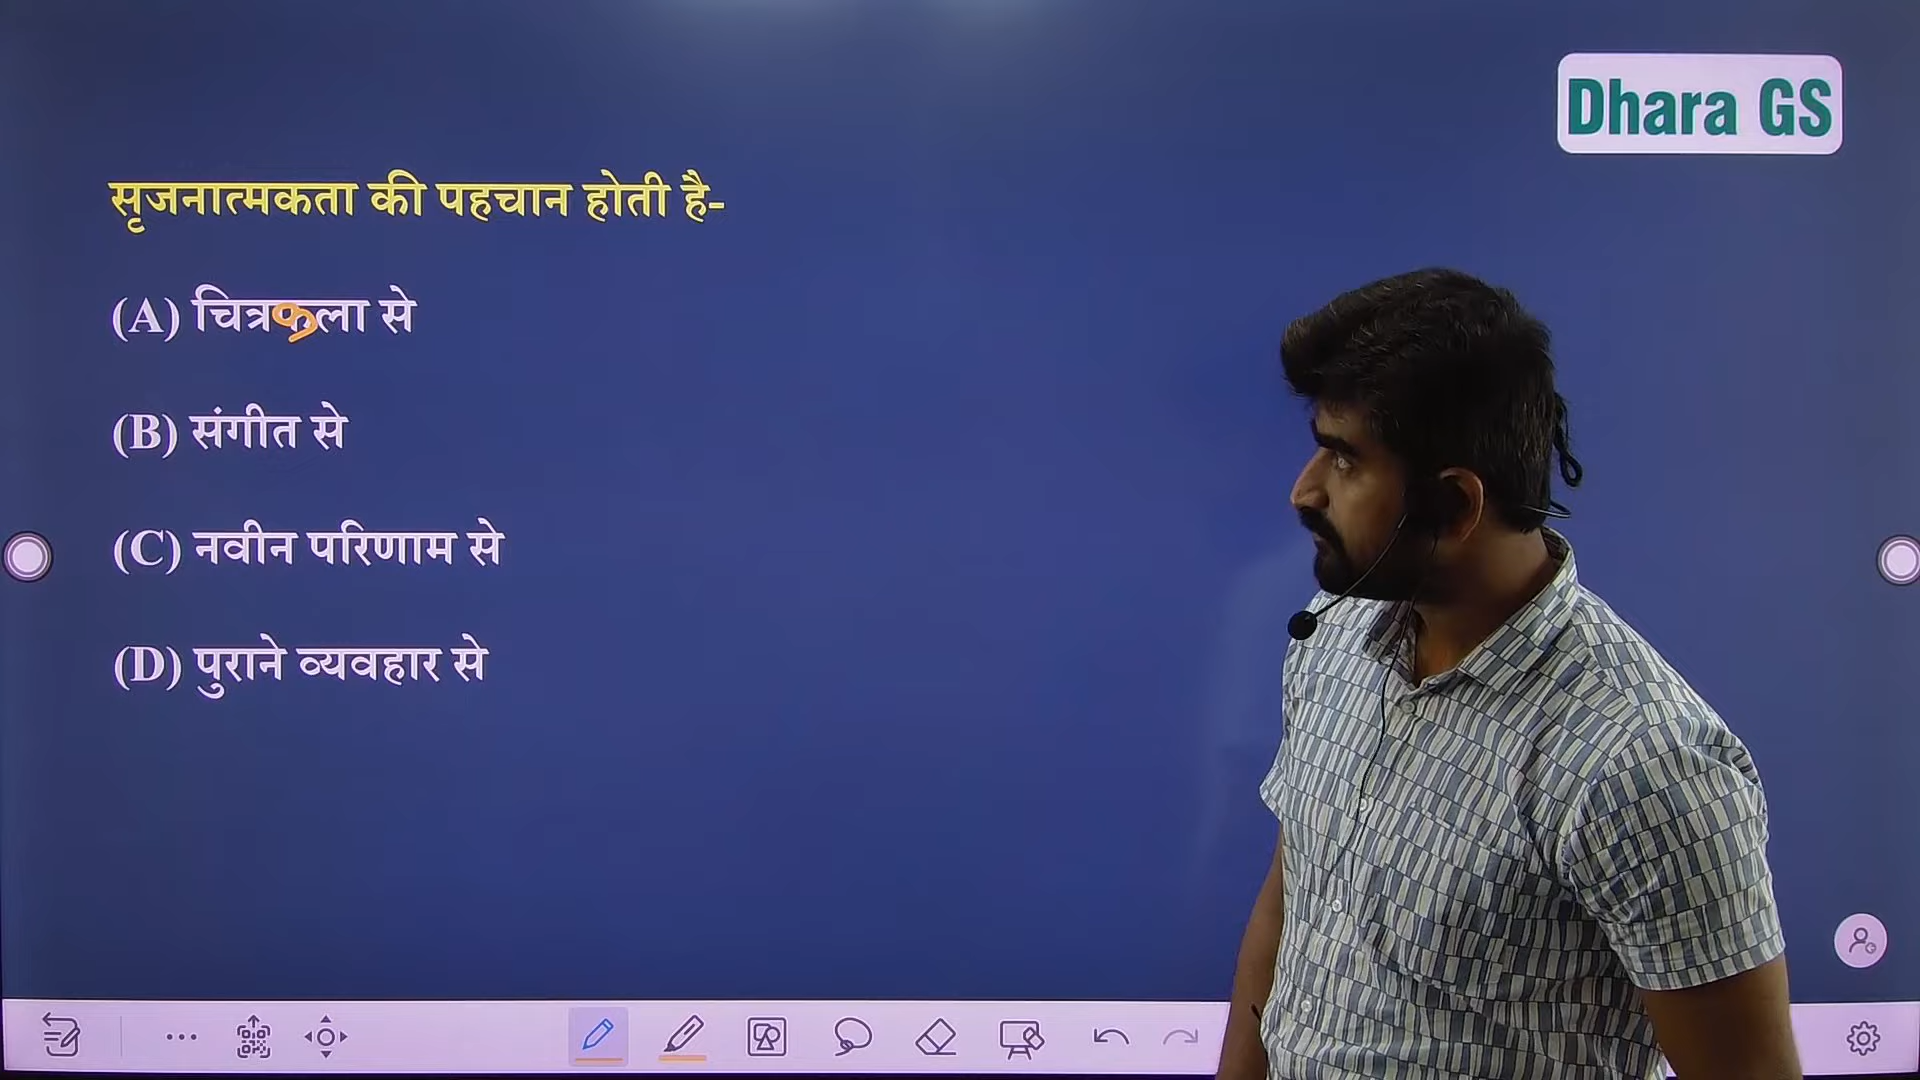 Dhara GS
सृजनात्मकता की पहचान होती है-
(A) चित्रकला से
(B) संगीत से
(C) नवीन परिणाम से
(D) पुराने व्यवहार से